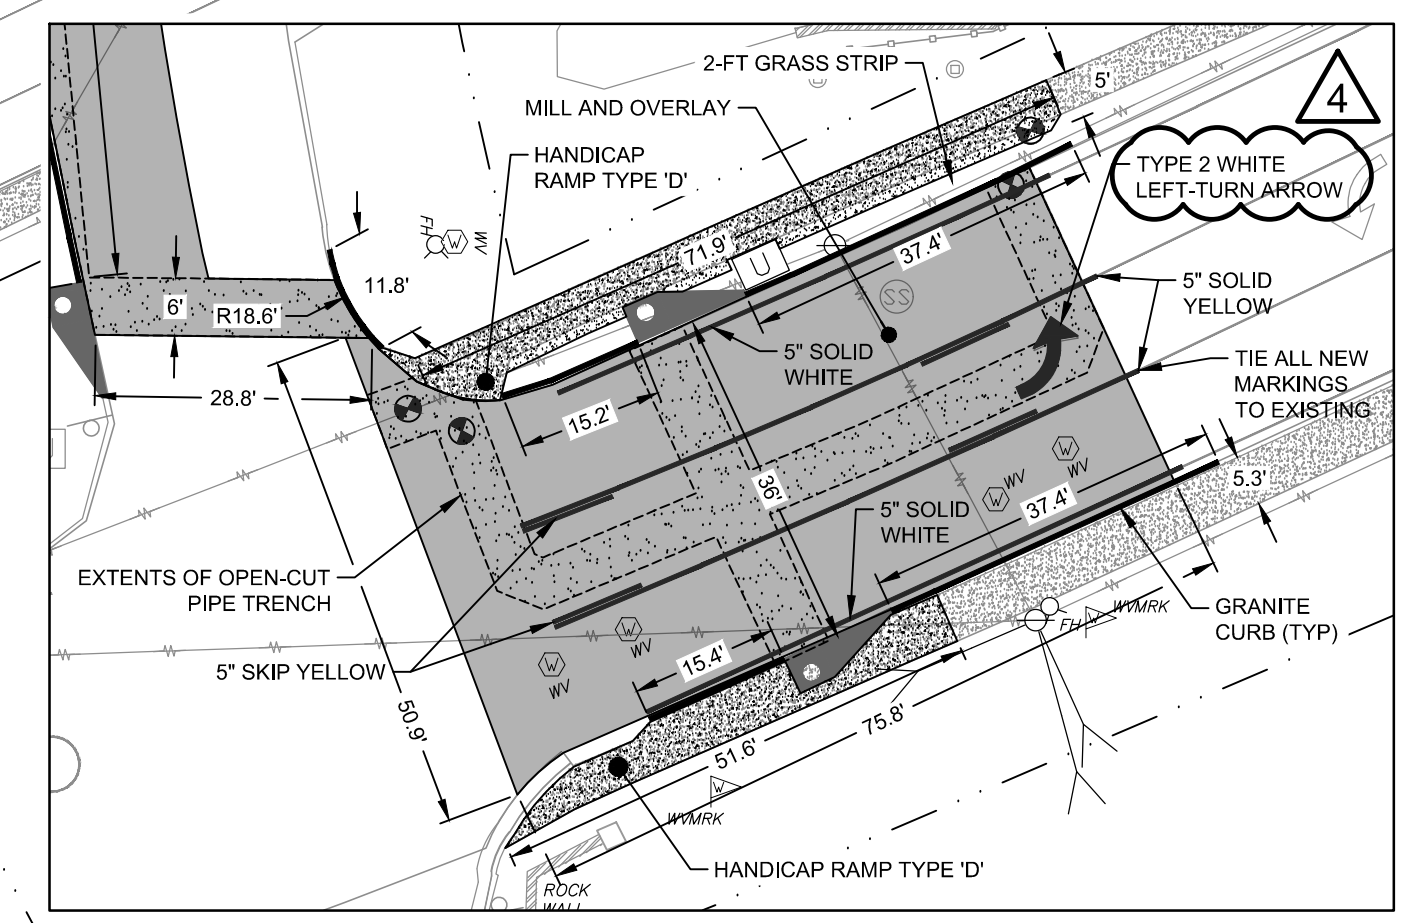 2-FT GRASS STRIP
5'
4
MILL AND OVERLAY
HANDICAP
RAMP TYPE 'D'
TYPE 2 WHITE
LEFT-TURN ARROW
FH
W
WV
71.9'
U
37.4'
11.8'
6'
R18.6'
SS
5" SOLID
YELLOW
5" SOLID
WHITE
TIE ALL NEW
MARKINGS
TO EXISTING
28.8'
15.2'
36'
W
WV
W
WV
37.4'
5.3'
5" SOLID
WHITE
EXTENTS OF OPEN-CUT
PIPE TRENCH
GRANITE
CURB (TYP)
W
WVMRK
FH
W
WV
5" SKIP YELLOW
W
WV
15.4'
50.9'
75.8'
51.6'
W
WVMRK
HANDICAP RAMP TYPE 'D'
ROCK
WALL